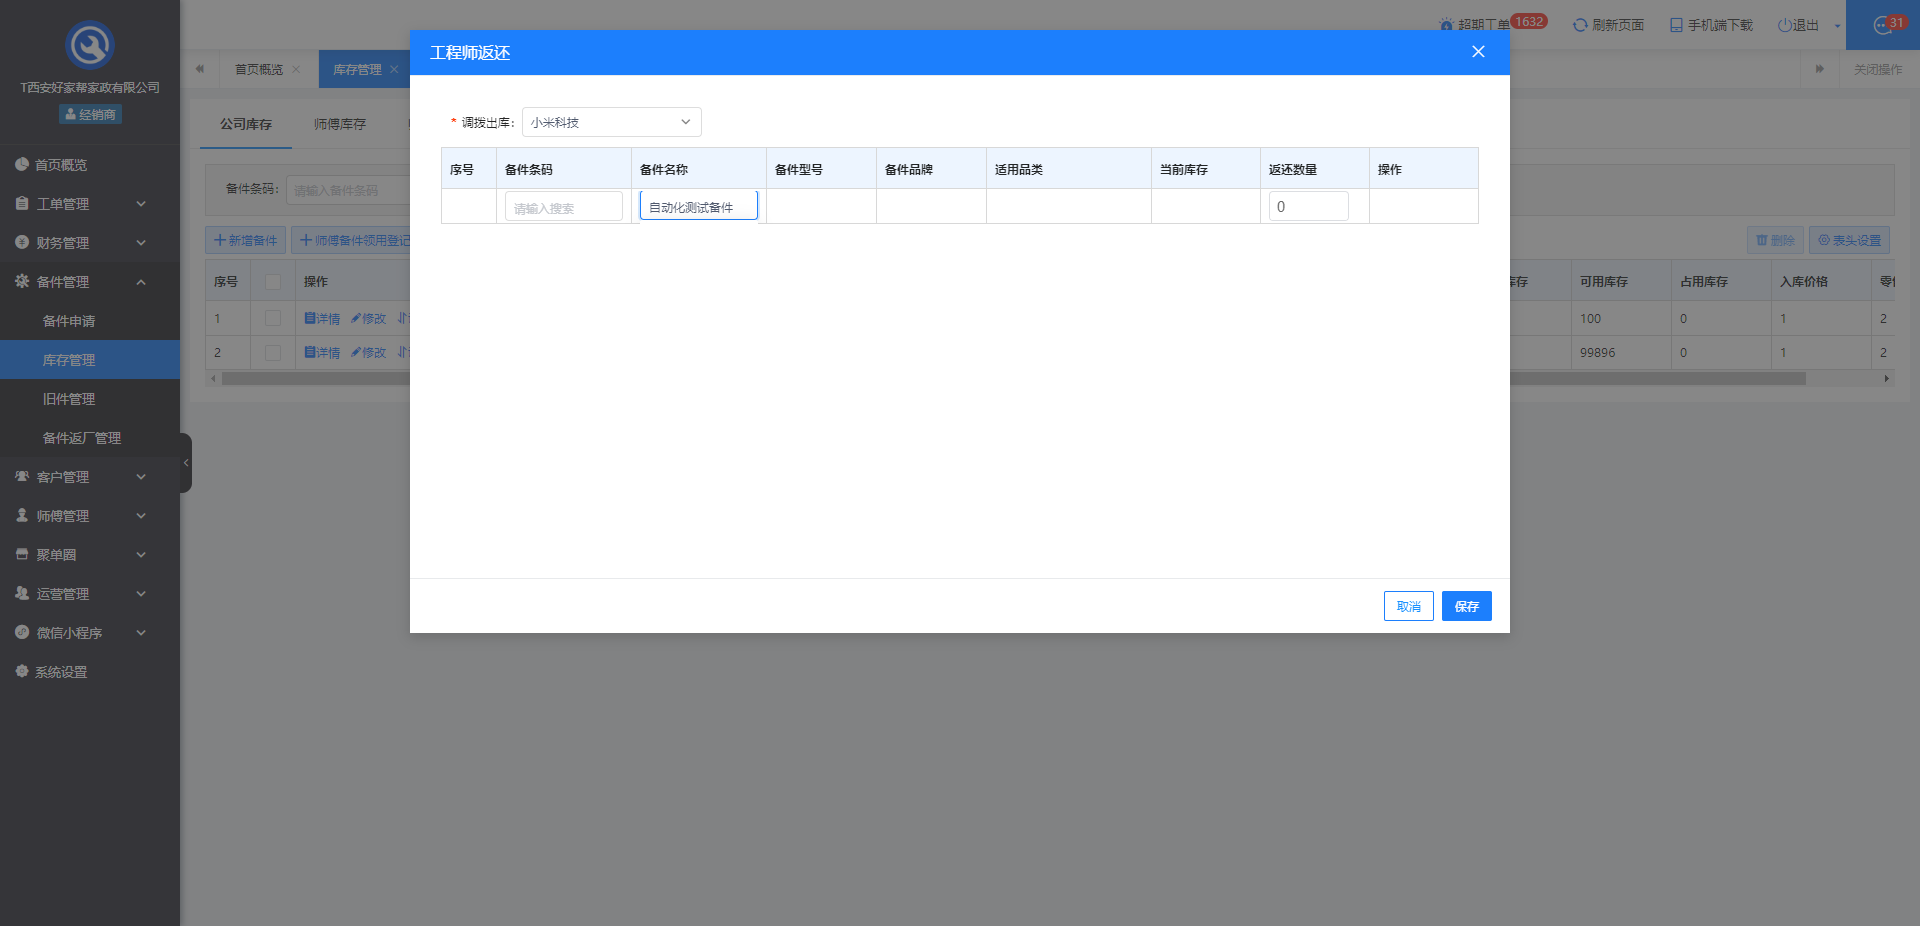 T西安好家帮家政有限公司
经销商
首页概览
工单管理
财务管理
备件管理
备件申请
库存管理
旧件管理
备件返厂管理
客户管理
师傅管理
聚单圈
运营管理
微信小程序
系统设置
超期工单 1632
刷新页面
手机端下载
退出
31
首页概览
库存管理
关闭操作
公司库存
师傅库存
备件条码：
请输入备件条码
新增备件
师傅备件领用登记
删除
表头设置
序号 操作 库存 可用库存 占用库存 入库价格
1 详情 修改 100 0 1 2
2 详情 修改 99896 0 1 2
工程师返还
* 调拨出库： 小米科技
序号 备件条码 备件名称 备件型号 备件品牌 适用品类 当前库存 返还数量 操作
请输入搜索 自动化测试备件 0
取消 保存